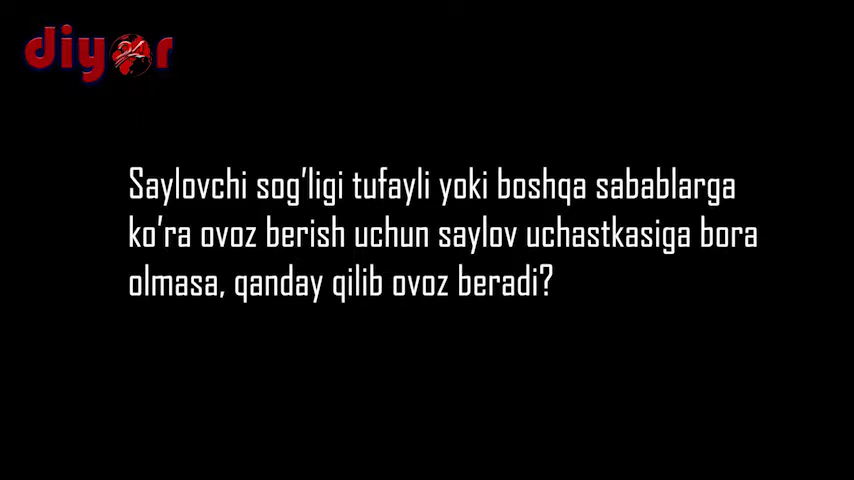 diyor 24
Saylovchi sog'ligi tufayli yoki boshqa sabablarga
ko'ra ovoz berish uchun saylov uchastkasiga bora
olmasa, qanday qilib ovoz beradi?